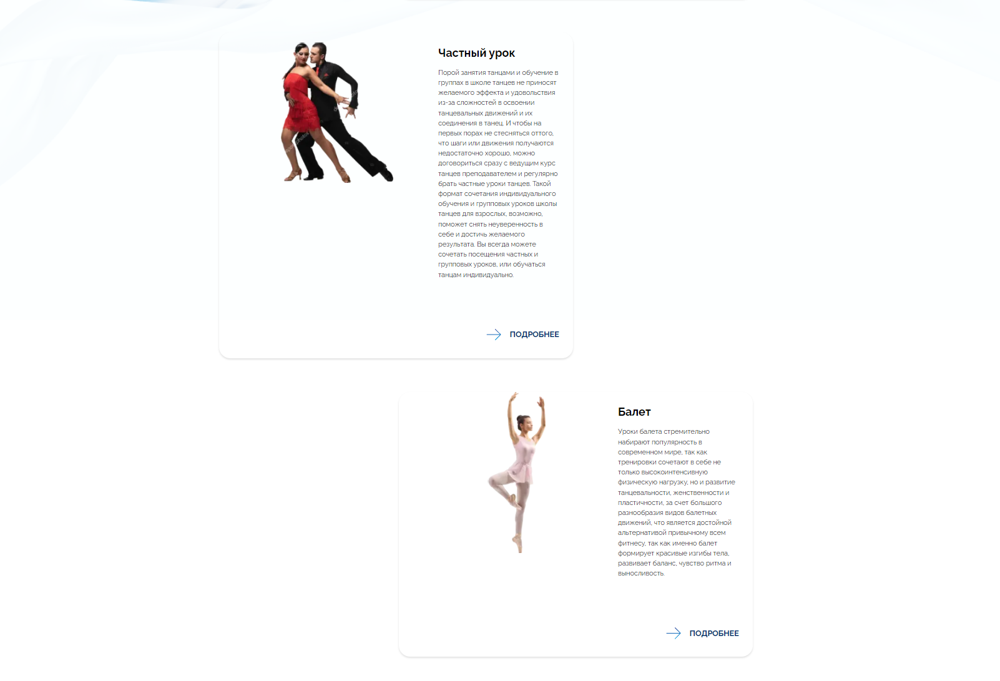 Частный урок
Порой занятия танцами и обучение в
группах в школе танцев не приносят
желаемого эффекта и удовольствия
из-за сложностей в освоении
танцевальных движений и их
соединения в танец. И чтобы на
первых порах не стесняться оттого,
что шаги или движения получаются
недостаточно хорошо, можно
договориться сразу с ведущим курс
танцев преподавателем и регулярно
брать частные уроки танцев. Такой
формат сочетания индивидуального
обучения и групповых уроков школы
танцев для взрослых, возможно,
поможет снять неуверенность в
себе и достичь желаемого
результата. Вы всегда можете
сочетать посещения частных и
групповых уроков, или обучаться
танцам индивидуально.
ПОДРОБНЕЕ
Балет
Уроки балета стремительно
набирают популярность в
современном мире, так как
тренировки сочетают в себе не
только высокоинтенсивную
физическую нагрузку, но и развитие
танцевальности, женственности и
пластичности, за счет большого
разнообразия видов балетных
движений, что является достойной
альтернативой привычному всем
фитнесу, так как именно балет
формирует красивые изгибы тела,
развивает баланс, чувство ритма и
выносливость.
ПОДРОБНЕЕ